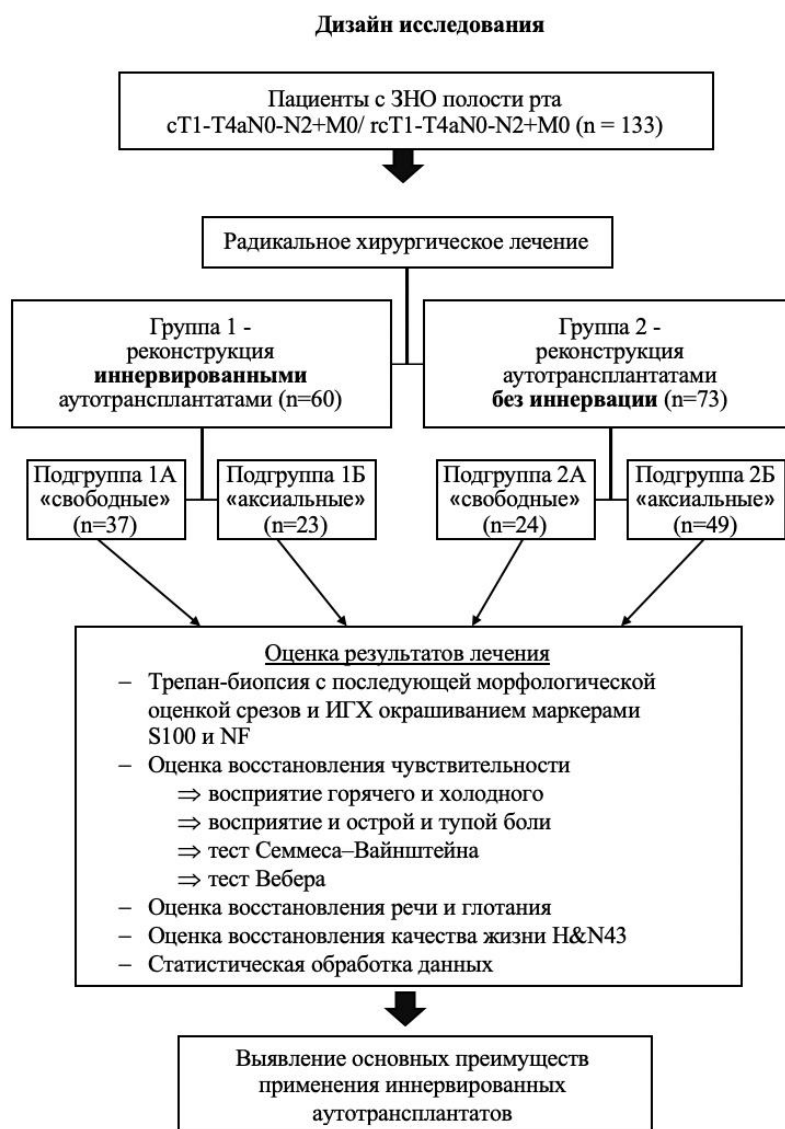 Дизайн исследования
Пациенты с ЗНО полости рта
cT1-T4aN0-N2+M0/ rcT1-T4aN0-N2+M0 (n = 133)
Радикальное хирургическое лечение
Группа 1 -
реконструкция
иннервированными
аутотрансплантатами (n=60)
Группа 2 -
реконструкция
аутотрансплантатами
без иннервации (n=73)
Подгруппа 1А
«свободные»
(n=37)
Подгруппа 1Б
«аксиальные»
(n=23)
Подгруппа 2А
«свободные»
(n=24)
Подгруппа 2Б
«аксиальные»
(n=49)
Оценка результатов лечения
– Трепан-биопсия с последующей морфологической
оценкой срезов и ИГХ окрашиванием маркерами
S100 и NF
– Оценка восстановления чувствительности
⇒ восприятие горячего и холодного
⇒ восприятие и острой и тупой боли
⇒ тест Семмеса–Вайнштейна
⇒ тест Вебера
– Оценка восстановления речи и глотания
– Оценка восстановления качества жизни H&N43
– Статистическая обработка данных
Выявление основных преимуществ
применения иннервированных
аутотрансплантатов